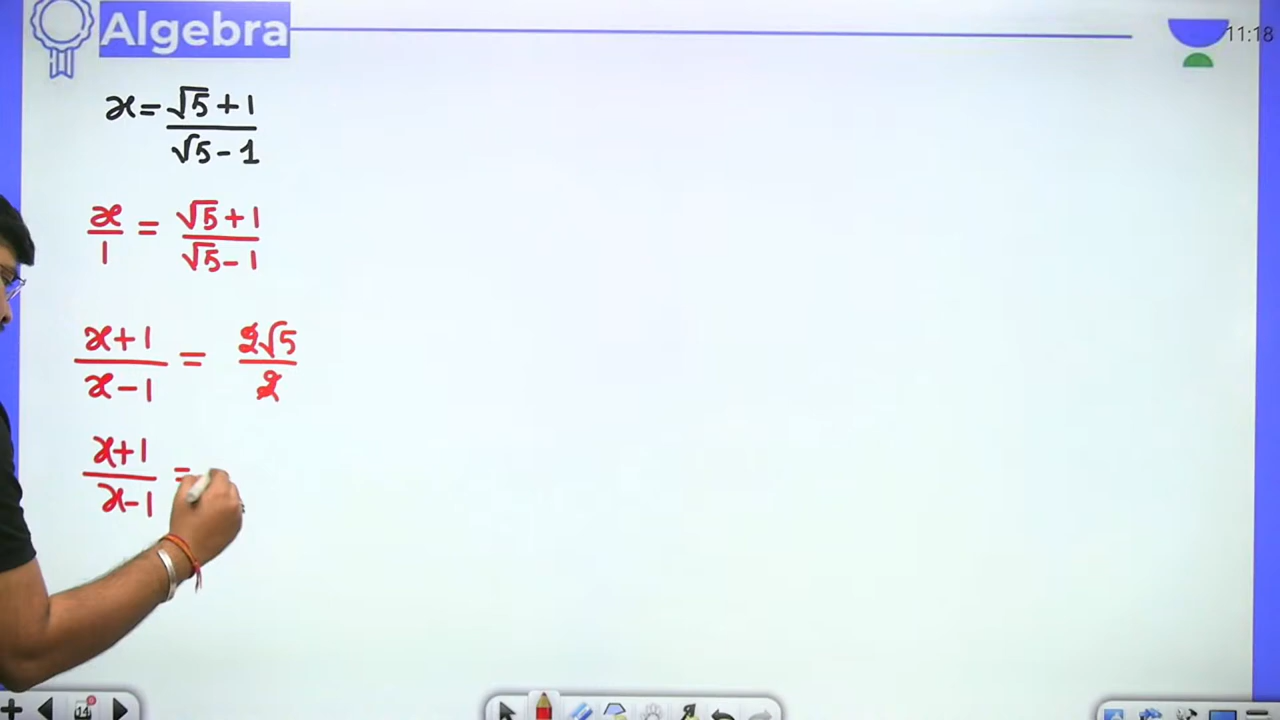 Algebra
11:18
x = (√5 + 1)/(√5 - 1)
x/1 = (√5 + 1)/(√5 - 1)
(x + 1)/(x - 1) = 2√5/2
(x + 1)/(x - 1) =
14